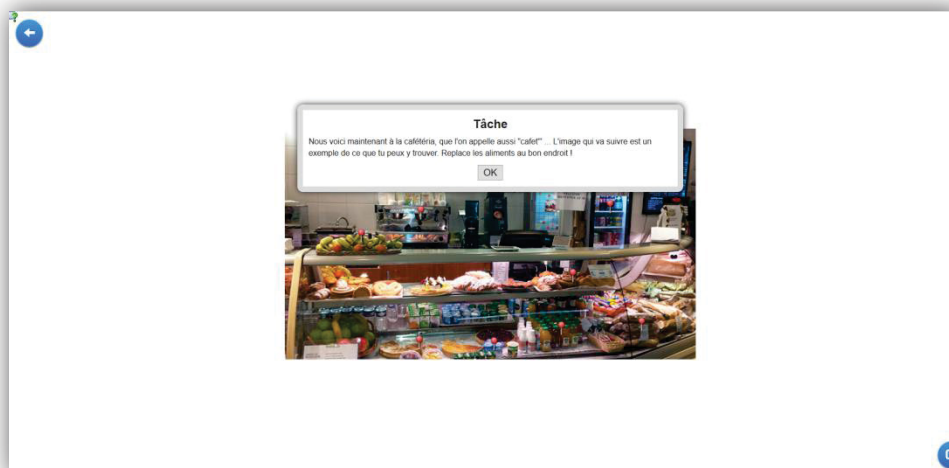 Tâche
Nous voici maintenant à la cafétéria, que l'on appelle aussi "cafet'" ... L'image qui va suivre est un
exemple de ce que tu peux y trouver. Replace les aliments au bon endroit !
OK